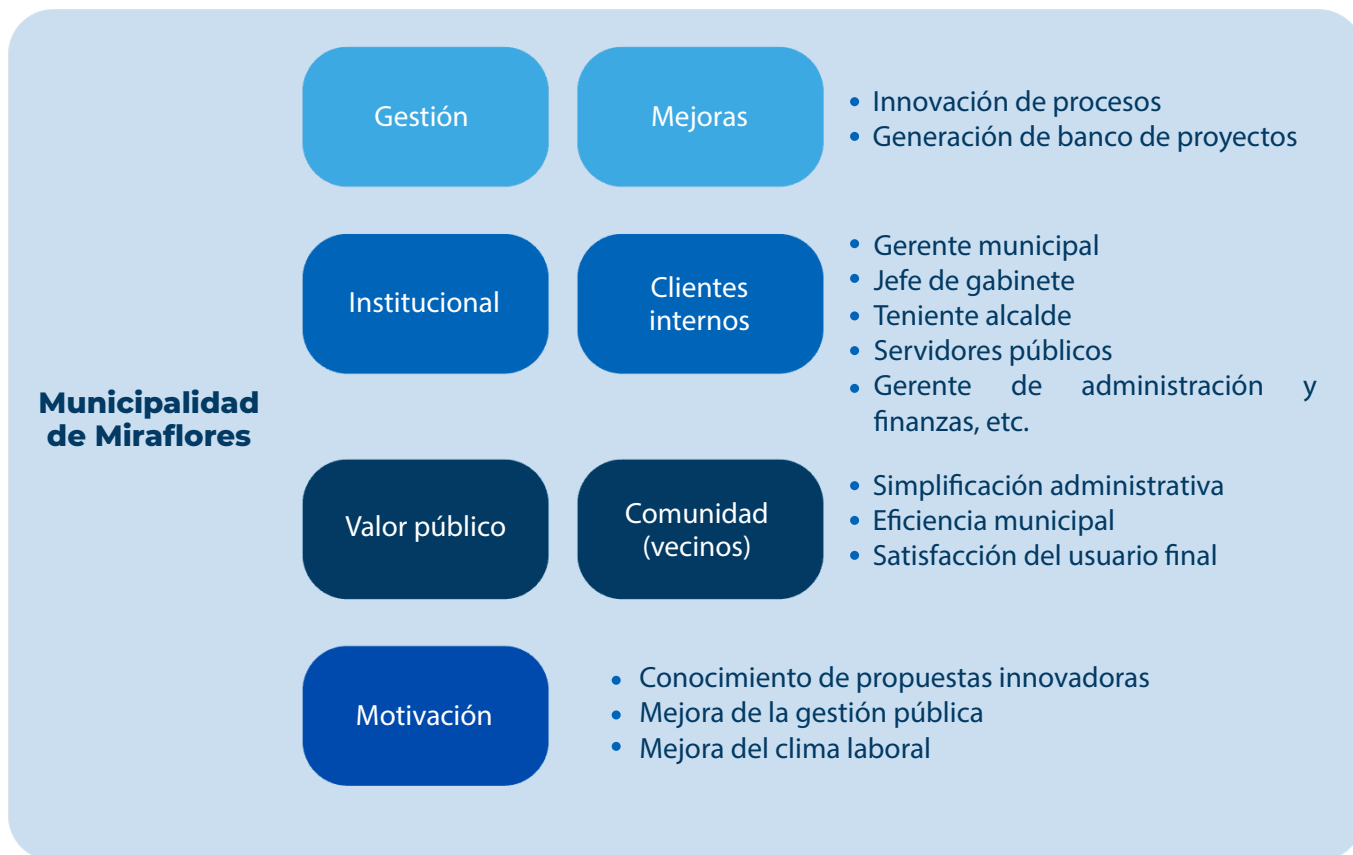 Municipalidad
de Miraflores
Gestión
Mejoras
• Innovación de procesos
• Generación de banco de proyectos
Institucional
Clientes
internos
• Gerente municipal
• Jefe de gabinete
• Teniente alcalde
• Servidores públicos
• Gerente de administración y
finanzas, etc.
Valor público
Comunidad
(vecinos)
• Simplificación administrativa
• Eficiencia municipal
• Satisfacción del usuario final
Motivación
• Conocimiento de propuestas innovadoras
• Mejora de la gestión pública
• Mejora del clima laboral